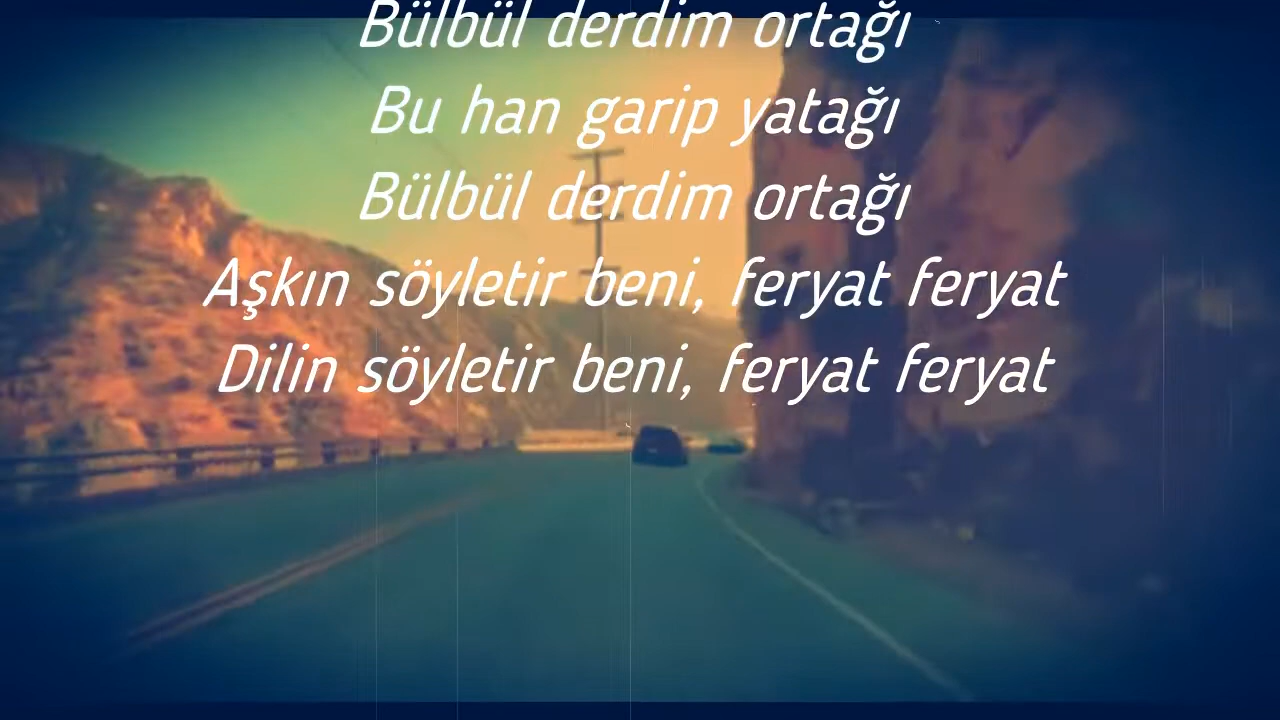 Bülbül derdim ortağı
Bu han garip yatağı
Bülbül derdim ortağı
Aşkın söyletir beni, feryat feryat
Dilin söyletir beni, feryat feryat